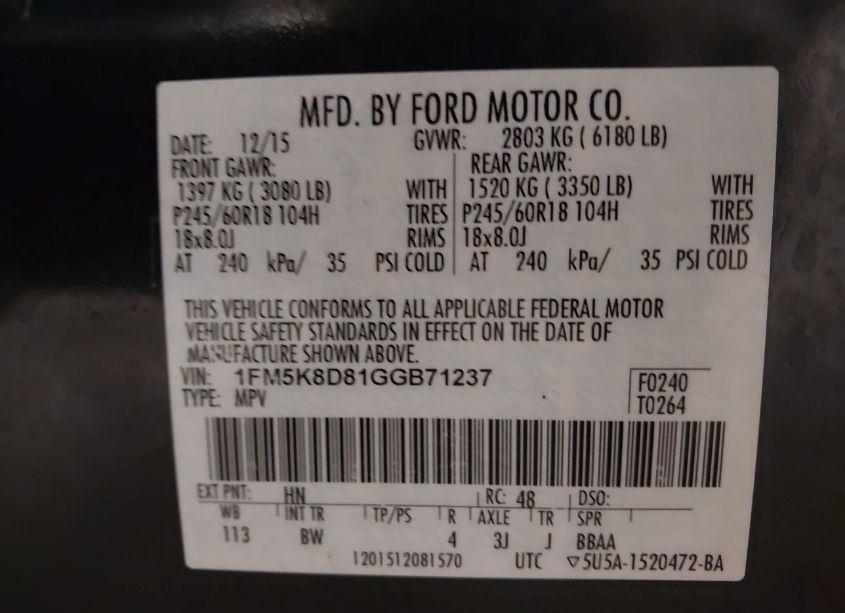 MFD. BY FORD MOTOR CO.
DATE: 12/15 GVWR: 2803 KG ( 6180 LB)
FRONT GAWR: REAR GAWR:
1397 KG ( 3080 LB) WITH 1520 KG ( 3350 LB) WITH
P245/60R18 104H TIRES P245/60R18 104H TIRES
18x8.0J RIMS 18x8.0J RIMS
AT 240 kPa/ 35 PSI COLD AT 240 kPa/ 35 PSI COLD
THIS VEHICLE CONFORMS TO ALL APPLICABLE FEDERAL MOTOR
VEHICLE SAFETY STANDARDS IN EFFECT ON THE DATE OF
MANUFACTURE SHOWN ABOVE.
VIN: 1FM5K8D81GGB71237 F0240
TYPE: MPV T0264
EXT PNT: HN RC: 48 DSO:
WB INT TR TP/PS R AXLE TR SPR
113 BW 4 3J J BBAA
1201512081570 UTC ▽5U5A-1520472-BA